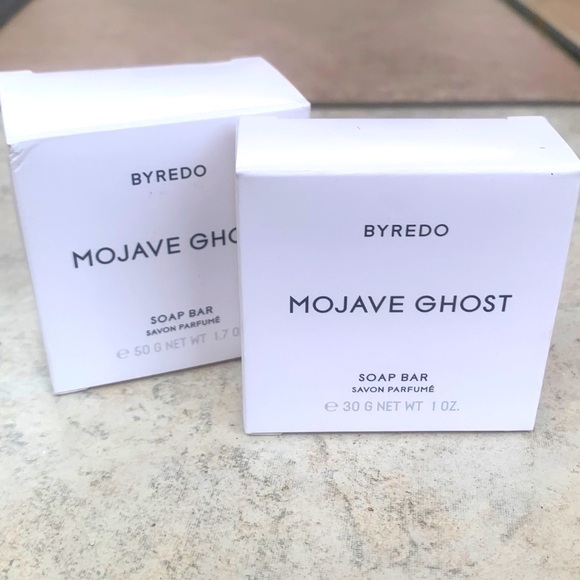 BYREDO
MOJAVE GHO
SOAP BAR
SAVON PARFUMÉ
℮ 50 G NET WT 1.7 O
BYREDO
MOJAVE GHOST
SOAP BAR
SAVON PARFUMÉ
℮ 30 G NET WT 1 OZ.